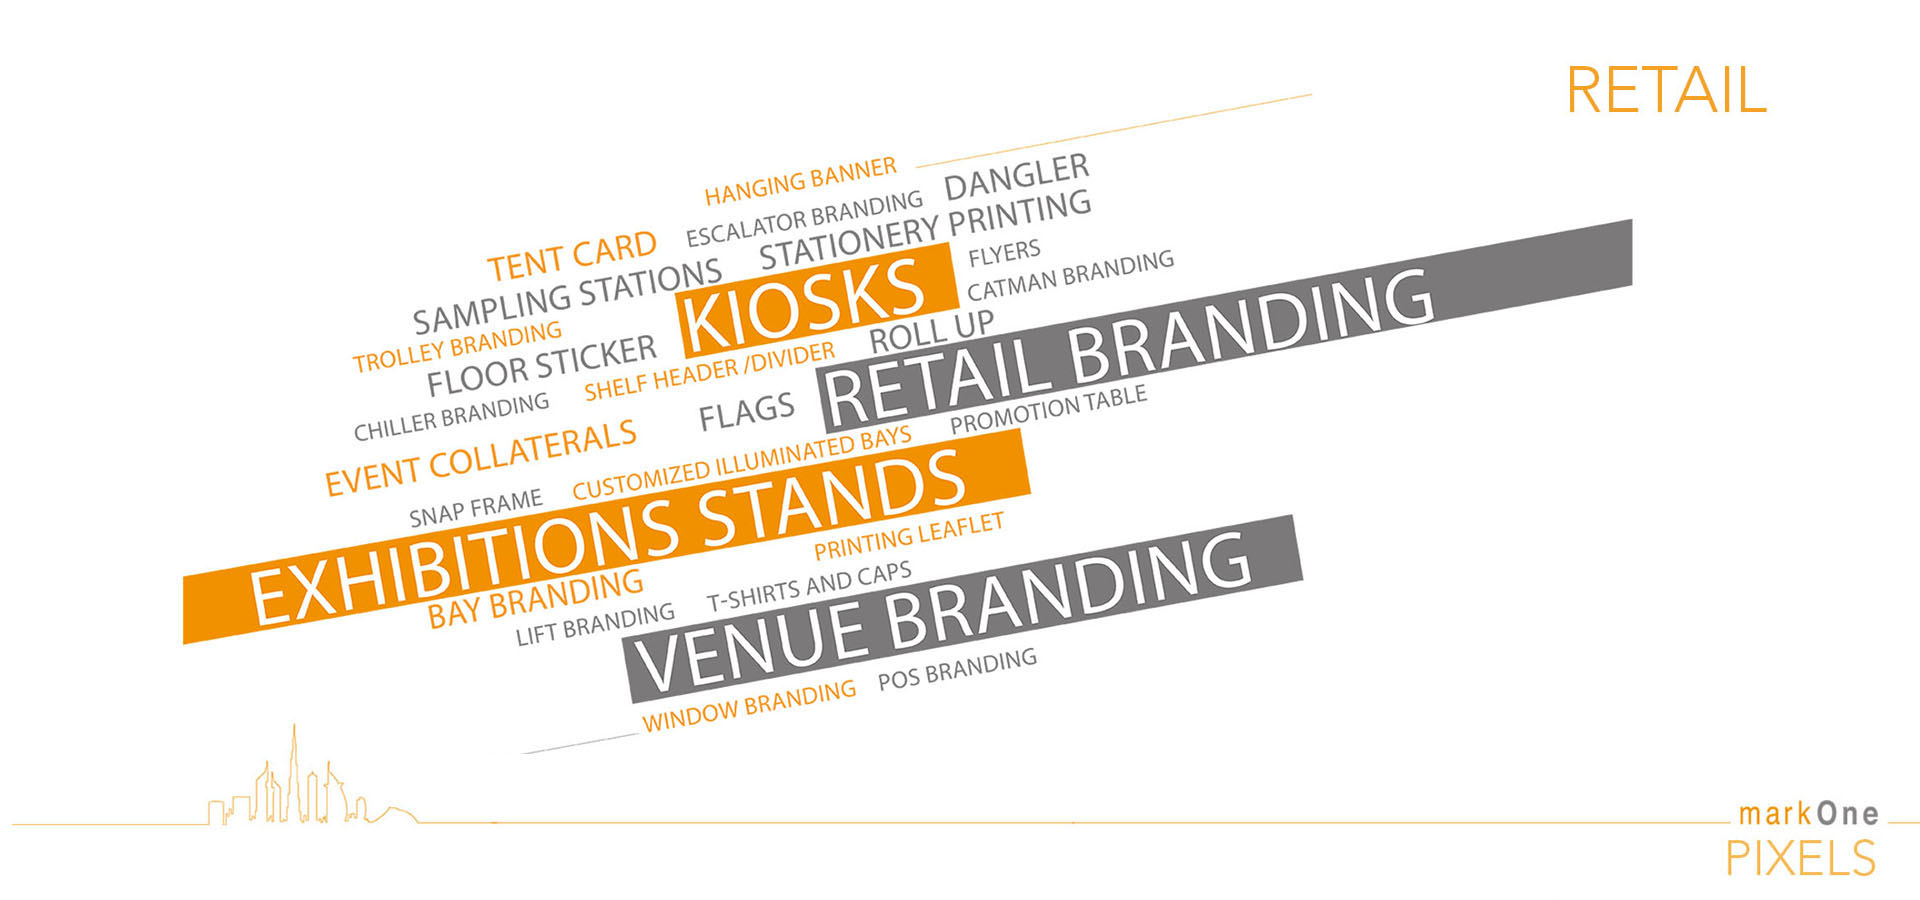 RETAIL
HANGING BANNER
DANGLER
ESCALATOR BRANDING
TENT CARD
STATIONERY PRINTING
SAMPLING STATIONS
FLYERS
KIOSKS
CATMAN BRANDING
TROLLEY BRANDING
FLOOR STICKER
ROLL UP
SHELF HEADER /DIVIDER
RETAIL BRANDING
CHILLER BRANDING
FLAGS
PROMOTION TABLE
EVENT COLLATERALS
CUSTOMIZED ILLUMINATED BAYS
SNAP FRAME
EXHIBITIONS STANDS
PRINTING LEAFLET
BAY BRANDING
T-SHIRTS AND CAPS
LIFT BRANDING
VENUE BRANDING
WINDOW BRANDING
POS BRANDING
markOne
PIXELS